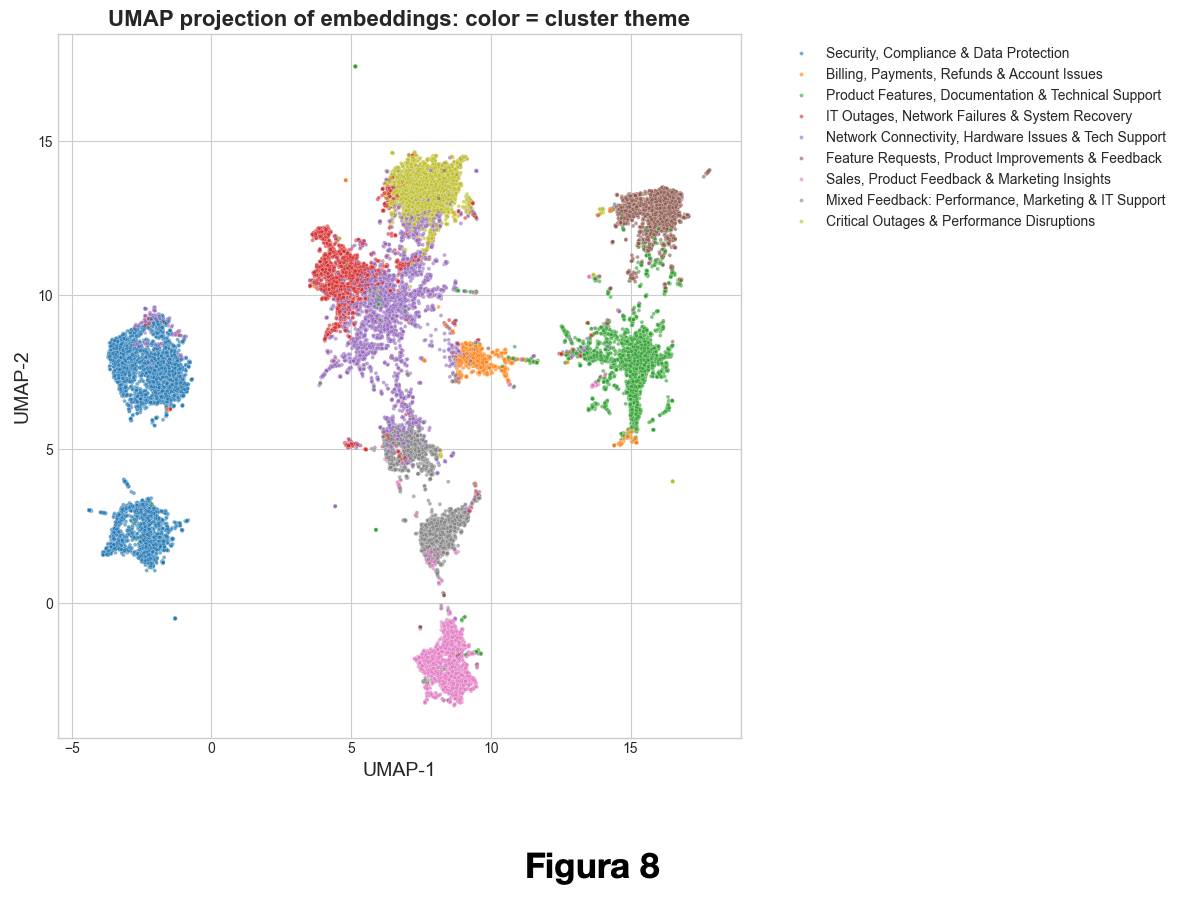 UMAP projection of embeddings: color = cluster theme
Security, Compliance & Data Protection
Billing, Payments, Refunds & Account Issues
Product Features, Documentation & Technical Support
IT Outages, Network Failures & System Recovery
Network Connectivity, Hardware Issues & Tech Support
Feature Requests, Product Improvements & Feedback
Sales, Product Feedback & Marketing Insights
Mixed Feedback: Performance, Marketing & IT Support
Critical Outages & Performance Disruptions
UMAP-2
15
10
5
0
−5 0 5 10 15
UMAP-1
Figura 8